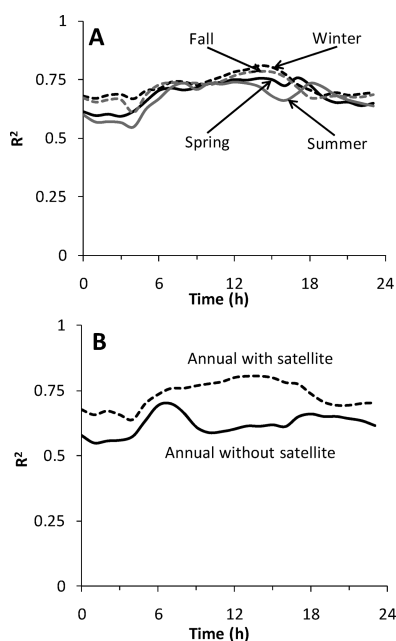 A
Fall
Winter
1
0.75
0.5
0.25
0
R²
Spring
Summer
0 6 12 18 24
Time (h)
B
1
0.75
0.5
0.25
0
R²
Annual with satellite
Annual without satellite
0 6 12 18 24
Time (h)